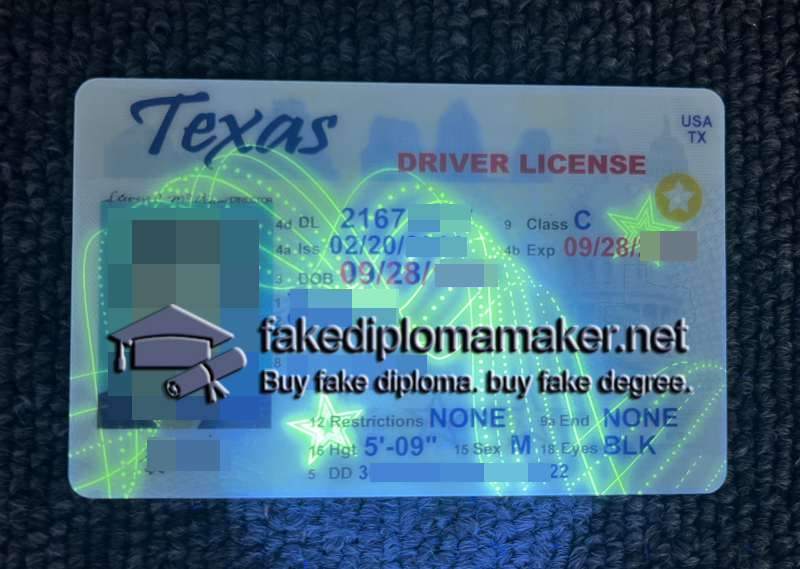 Texas
USA
TX
DRIVER LICENSE
DIRECTOR
4d DL 2167
9 Class C
4a Iss 02/20/
4b Exp 09/28/
3 DOB 09/28/
1
8
fakediplomamaker.net
Buy fake diploma. buy fake degree.
12 Restrictions NONE 9a End NONE
16 Hgt 5'-09" 15 Sex M 18 Eyes BLK
5 DD 3 22